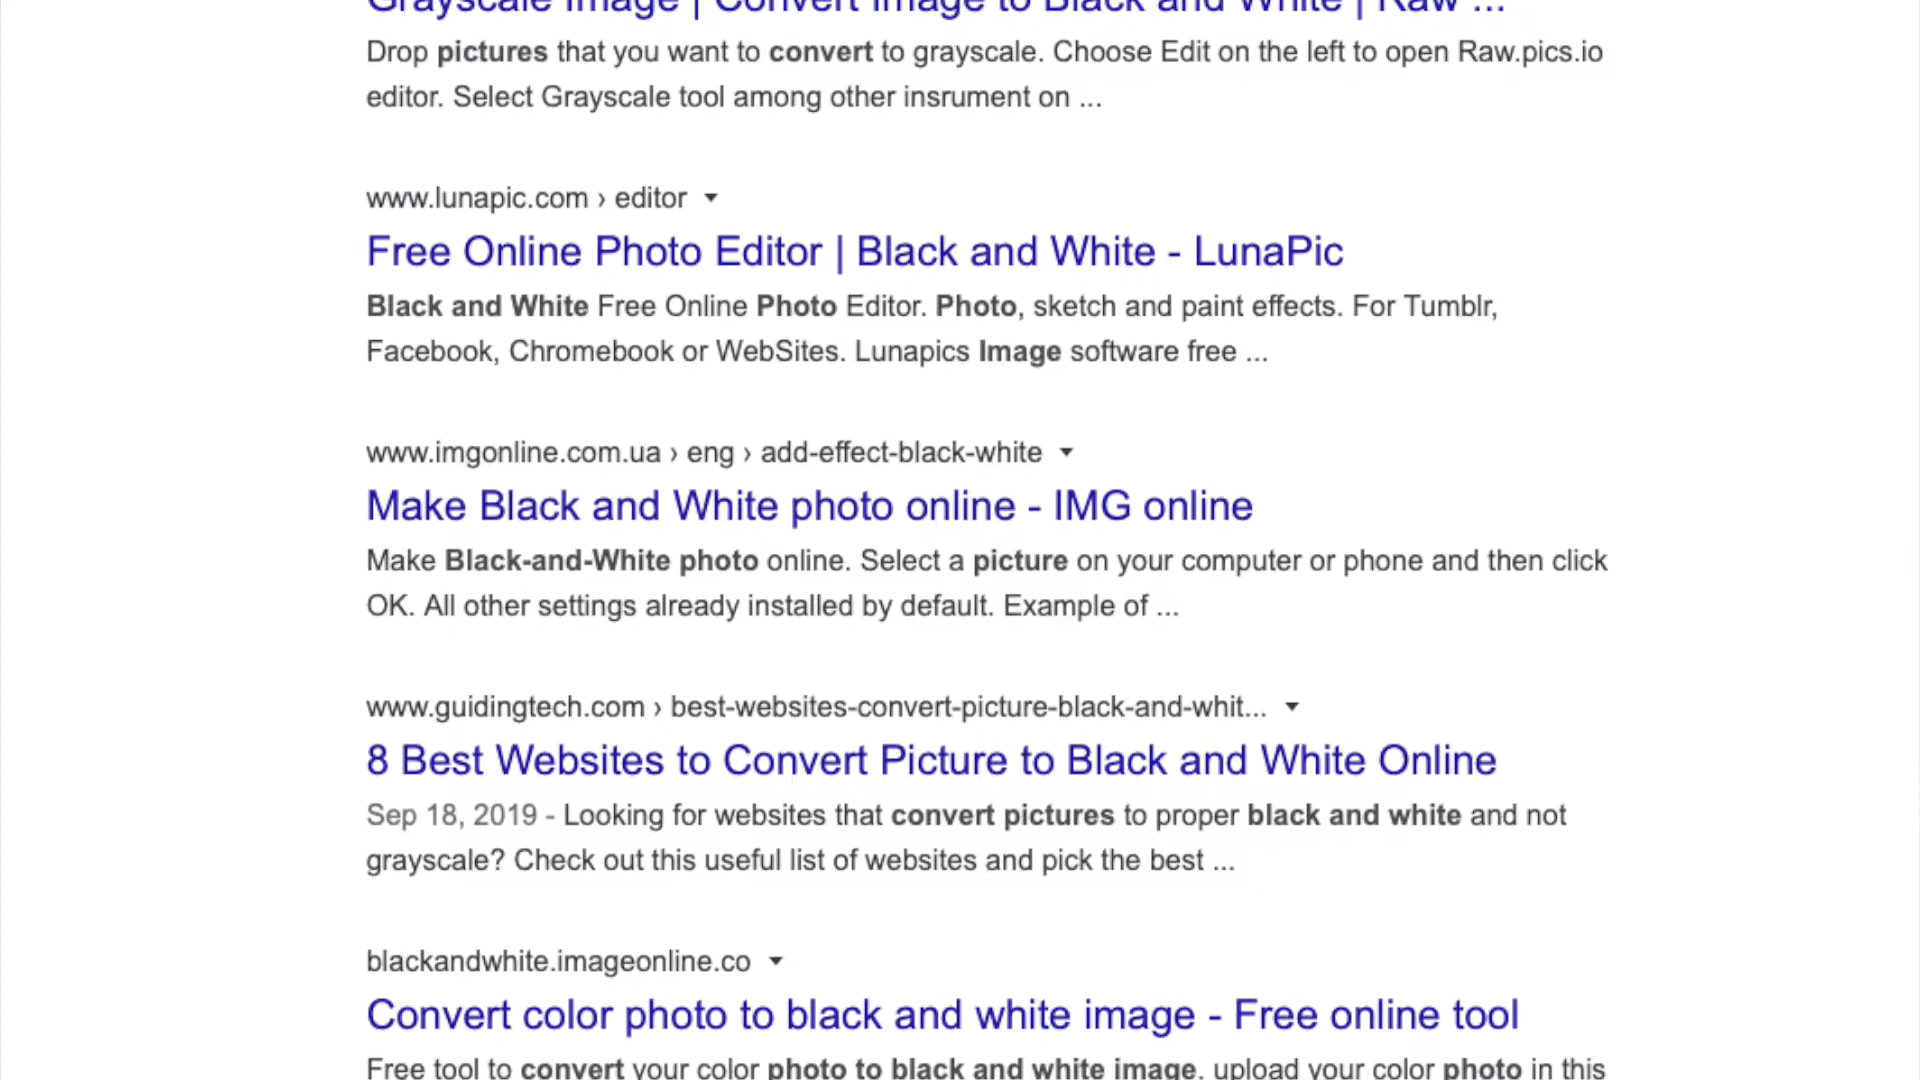 Grayscale Image | Convert Image to Black and White | Raw ...
Drop pictures that you want to convert to grayscale. Choose Edit on the left to open Raw.pics.io
editor. Select Grayscale tool among other insrument on ...
www.lunapic.com › editor
Free Online Photo Editor | Black and White - LunaPic
Black and White Free Online Photo Editor. Photo, sketch and paint effects. For Tumblr,
Facebook, Chromebook or WebSites. Lunapics Image software free ...
www.imgonline.com.ua › eng › add-effect-black-white
Make Black and White photo online - IMG online
Make Black-and-White photo online. Select a picture on your computer or phone and then click
OK. All other settings already installed by default. Example of ...
www.guidingtech.com › best-websites-convert-picture-black-and-whit...
8 Best Websites to Convert Picture to Black and White Online
Sep 18, 2019 - Looking for websites that convert pictures to proper black and white and not
grayscale? Check out this useful list of websites and pick the best ...
blackandwhite.imageonline.co
Convert color photo to black and white image - Free online tool
Free tool to convert your color photo to black and white image. upload your color photo in this